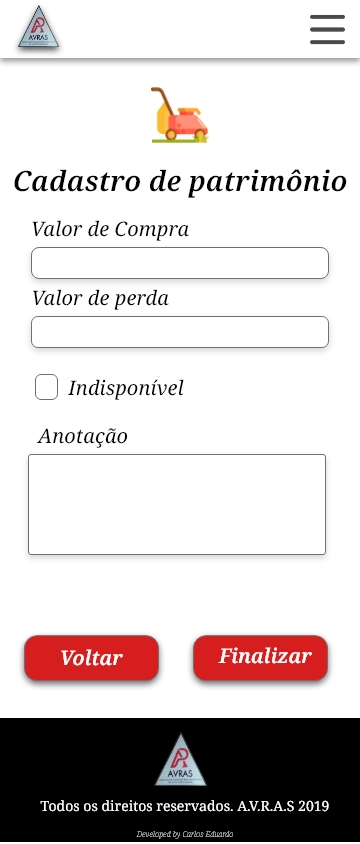 AVRAS
Cadastro de patrimônio
Valor de Compra
Valor de perda
Indisponível
Anotação
Voltar
Finalizar
AVRAS
Todos os direitos reservados. A.V.R.A.S 2019
Developed by Carlos Eduardo